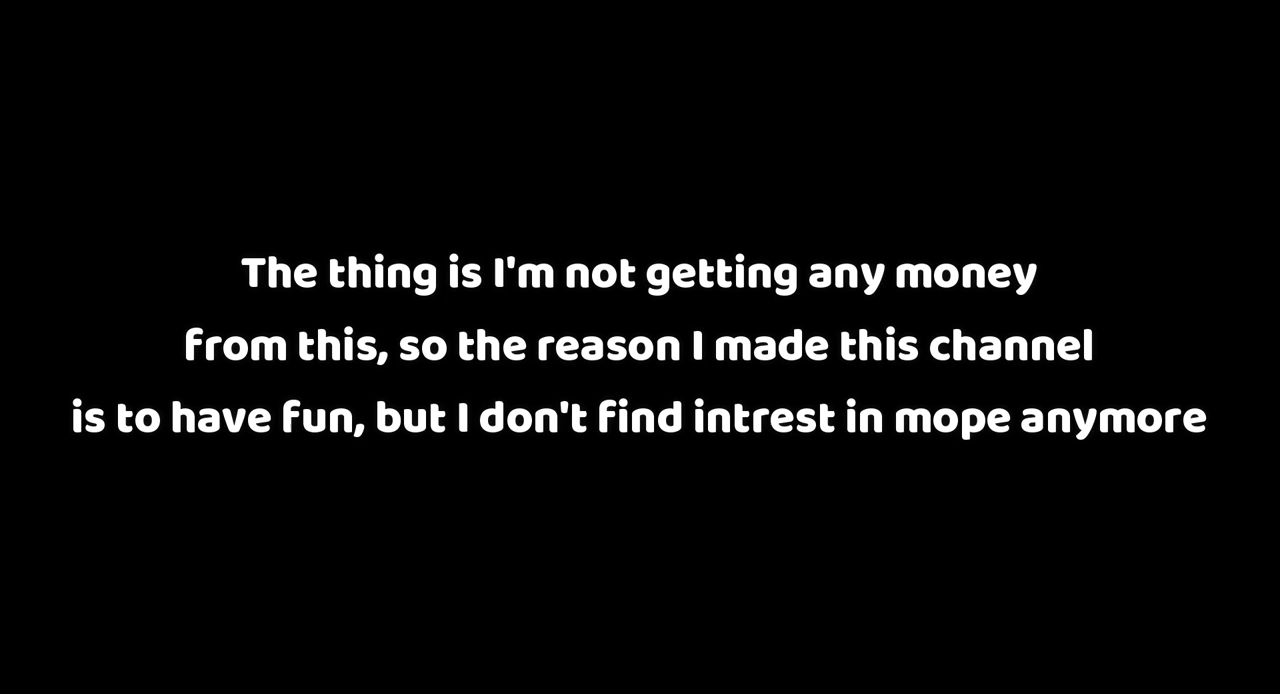 The thing is I'm not getting any money
from this, so the reason I made this channel
is to have fun, but I don't find intrest in mope anymore